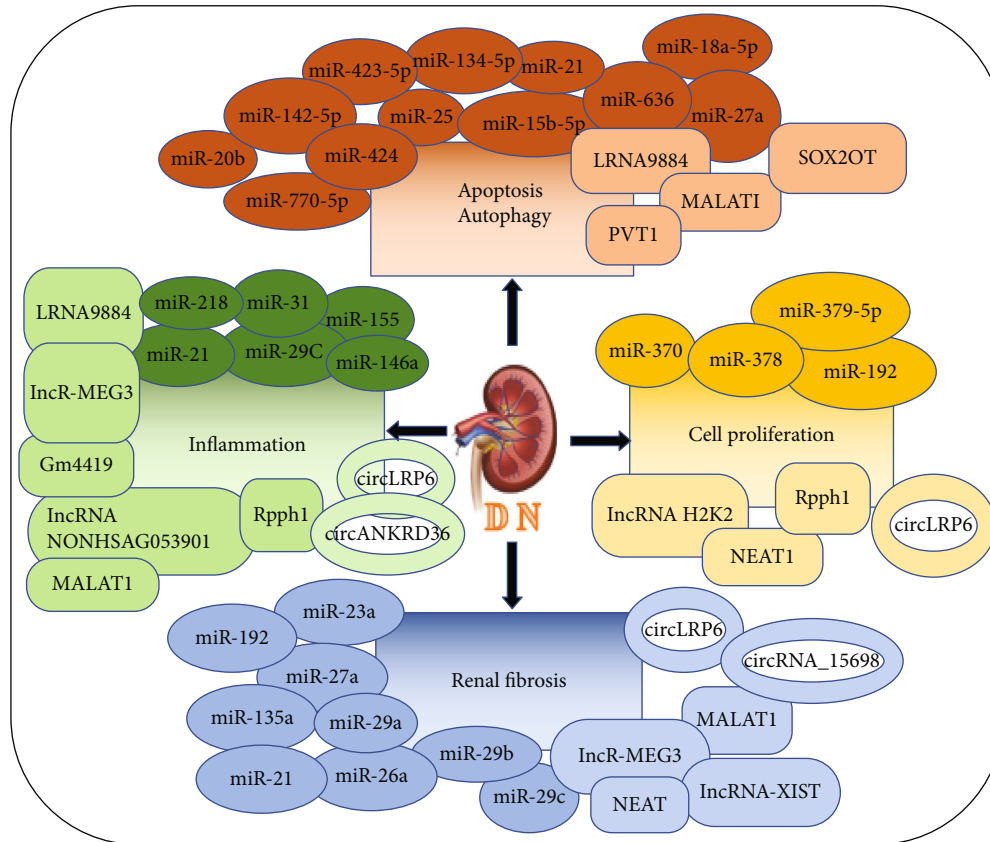 miR-18a-5p
miR-134-5p
miR-423-5p
miR-21
miR-636
miR-142-5p
miR-25
miR-15b-5p
miR-27a
miR-20b
miR-424
miR-770-5p
LRNA9884
SOX2OT
MALATI
PVT1
Apoptosis
Autophagy
LRNA9884
miR-218
miR-31
miR-155
miR-21
miR-29C
miR-146a
IncR-MEG3
Inflammation
Gm4419
IncRNA
NONHSAG053901
Rpph1
circLRP6
circANKRD36
MALAT1
DN
miR-379-5p
miR-370
miR-378
miR-192
Cell proliferation
IncRNA H2K2
Rpph1
NEAT1
circLRP6
miR-23a
miR-192
miR-27a
miR-135a
miR-29a
miR-21
miR-26a
miR-29b
miR-29c
Renal fibrosis
circLRP6
circRNA_15698
MALAT1
IncR-MEG3
NEAT
IncRNA-XIST